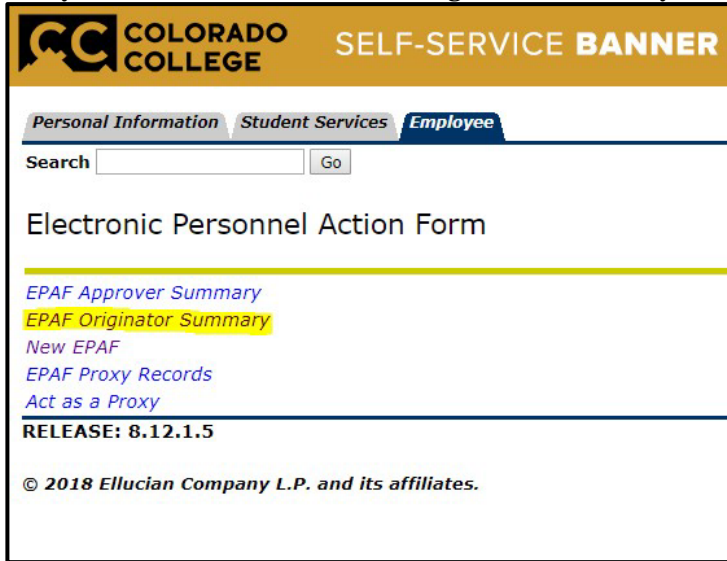 COLORADO
COLLEGE
SELF-SERVICE BANNER
Personal Information Student Services Employee
Search Go
Electronic Personnel Action Form
EPAF Approver Summary
EPAF Originator Summary
New EPAF
EPAF Proxy Records
Act as a Proxy
RELEASE: 8.12.1.5
© 2018 Ellucian Company L.P. and its affiliates.